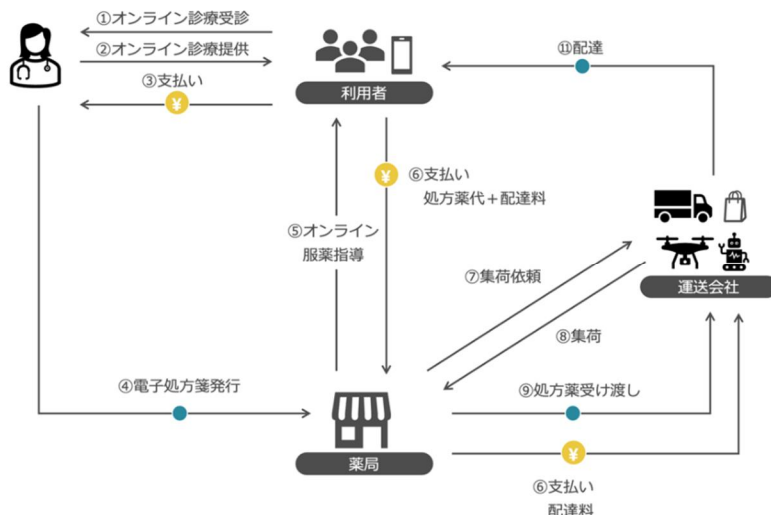 ①オンライン診療受診
②オンライン診療提供
③支払い
¥
利用者
⑪配達
¥
⑥支払い
処方薬代+配達料
⑤オンライン
服薬指導
⑦集荷依頼
運送会社
⑧集荷
④電子処方箋発行
⑨処方薬受け渡し
薬局
¥
⑥支払い
配達料